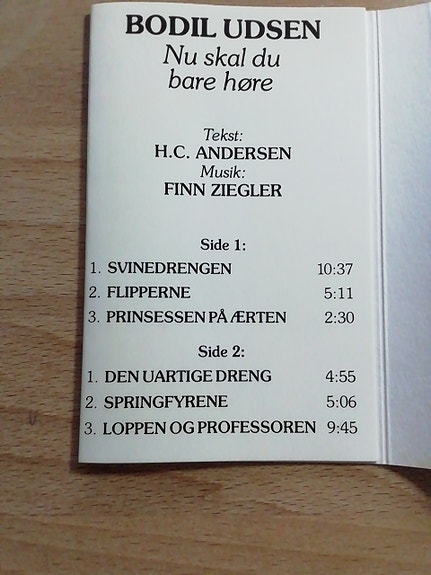 BODIL UDSEN
Nu skal du
bare høre
Tekst:
H.C. ANDERSEN
Musik:
FINN ZIEGLER
Side 1:
1. SVINEDRENGEN 10:37
2. FLIPPERNE 5:11
3. PRINSESSEN PÅ ÆRTEN 2:30
Side 2:
1. DEN UARTIGE DRENG 4:55
2. SPRINGFYRENE 5:06
3. LOPPEN OG PROFESSOREN 9:45